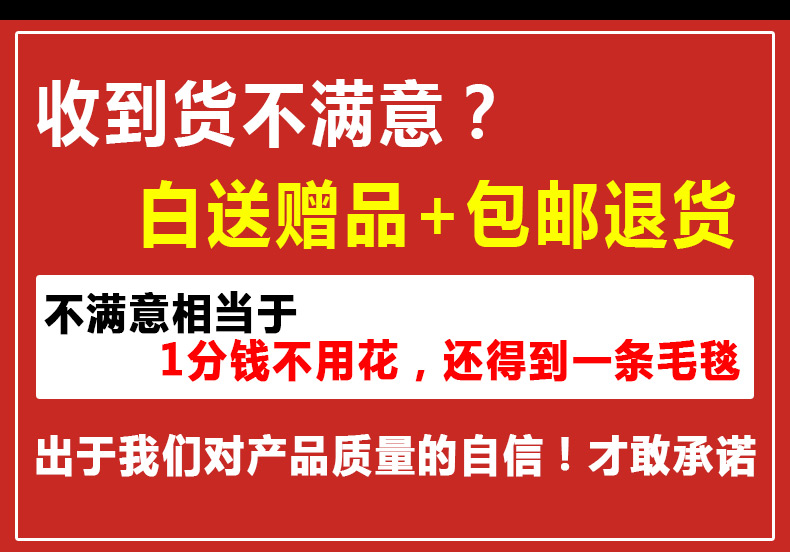 收到货不满意？
白送赠品+包邮退货
不满意相当于
1分钱不用花，还得到一条毛毯
出于我们对产品质量的自信！才敢承诺